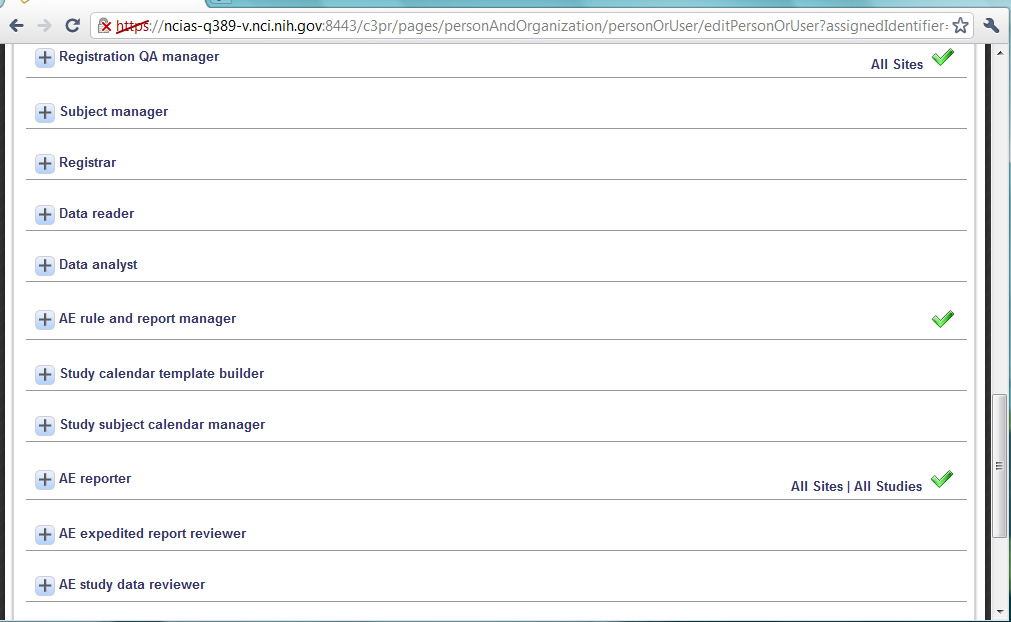 https://ncias-q389-v.nci.nih.gov:8443/c3pr/pages/personAndOrganization/personOrUser/editPersonOrUser?assignedIdentifier=
Registration QA manager
All Sites
Subject manager
Registrar
Data reader
Data analyst
AE rule and report manager
Study calendar template builder
Study subject calendar manager
AE reporter
All Sites | All Studies
AE expedited report reviewer
AE study data reviewer